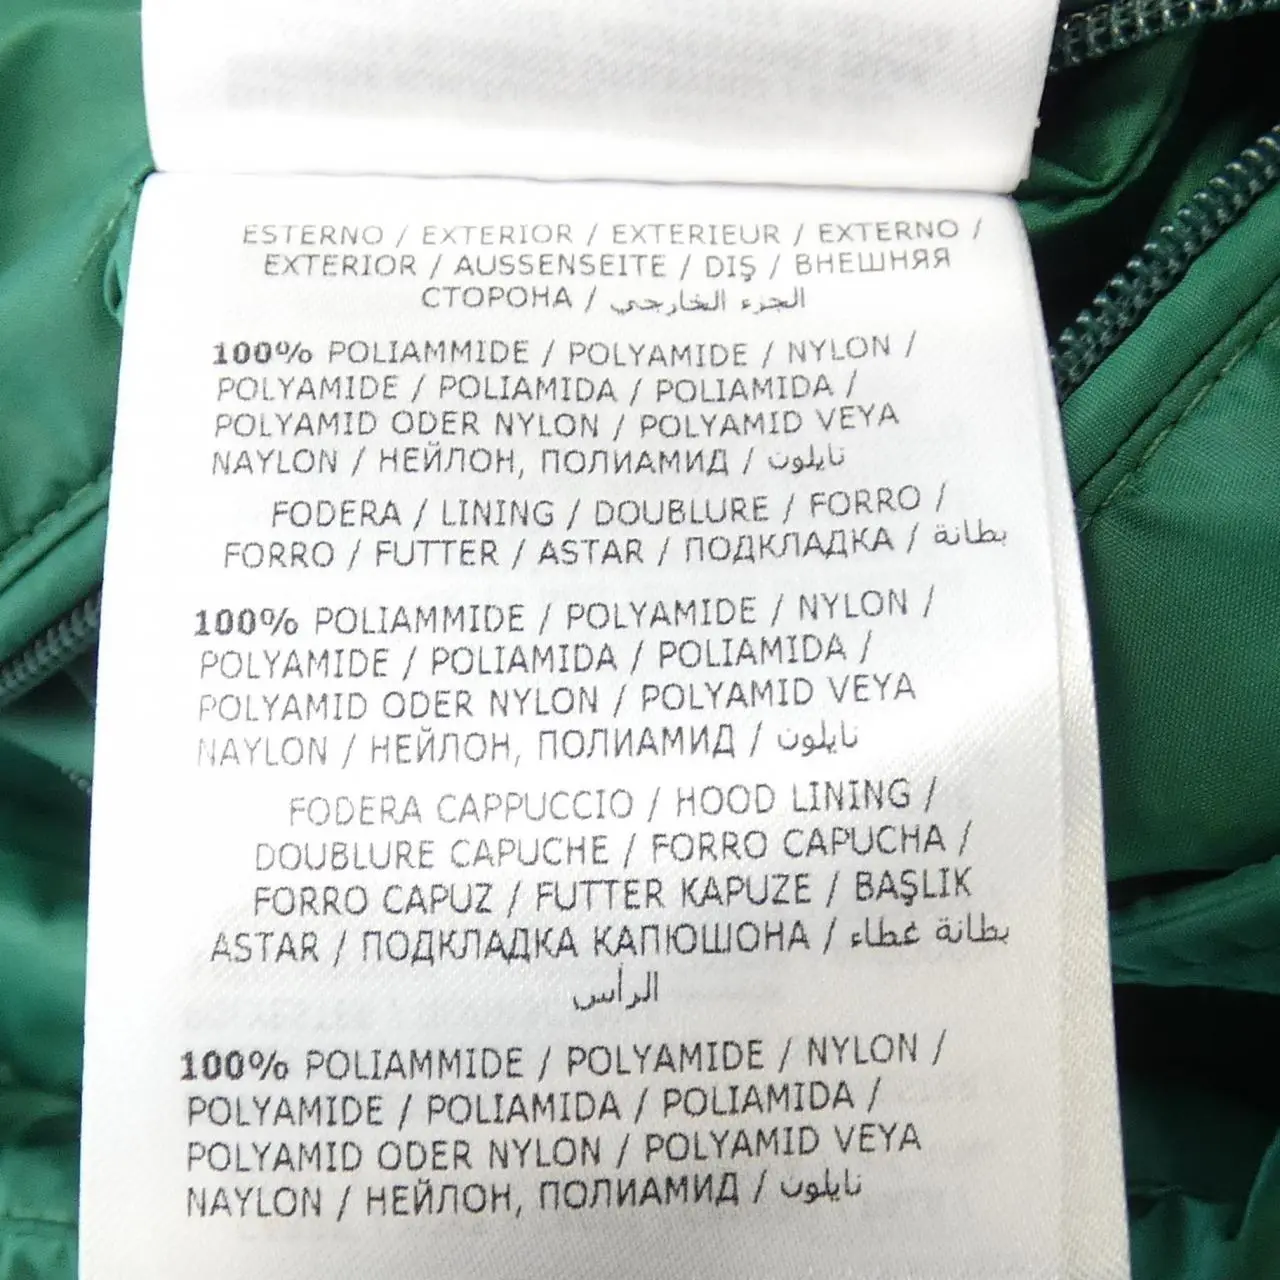 ESTERNO / EXTERIOR / EXTERIEUR / EXTERNO /
EXTERIOR / AUSSENSEITE / DIŞ / ВНЕШНЯЯ
СТОРОНА / الجزء الخارجي
100% POLIAMMIDE / POLYAMIDE / NYLON /
POLYAMIDE / POLIAMIDA / POLIAMIDA /
POLYAMID ODER NYLON / POLYAMID VEYA
NAYLON / НЕЙЛОН, ПОЛИАМИД / نايلون
FODERA / LINING / DOUBLURE / FORRO /
FORRO / FUTTER / ASTAR / ПОДКЛАДКА / بطانة
100% POLIAMMIDE / POLYAMIDE / NYLON /
POLYAMIDE / POLIAMIDA / POLIAMIDA /
POLYAMID ODER NYLON / POLYAMID VEYA
NAYLON / НЕЙЛОН, ПОЛИАМИД / نايلون
FODERA CAPPUCCIO / HOOD LINING /
DOUBLURE CAPUCHE / FORRO CAPUCHA /
FORRO CAPUZ / FUTTER KAPUZE / BAŞLIK
ASTAR / ПОДКЛАДКА КАПЮШОНА / بطانة غطاء
الرأس
100% POLIAMMIDE / POLYAMIDE / NYLON /
POLYAMIDE / POLIAMIDA / POLIAMIDA /
POLYAMID ODER NYLON / POLYAMID VEYA
NAYLON / НЕЙЛОН, ПОЛИАМИД / نايلون